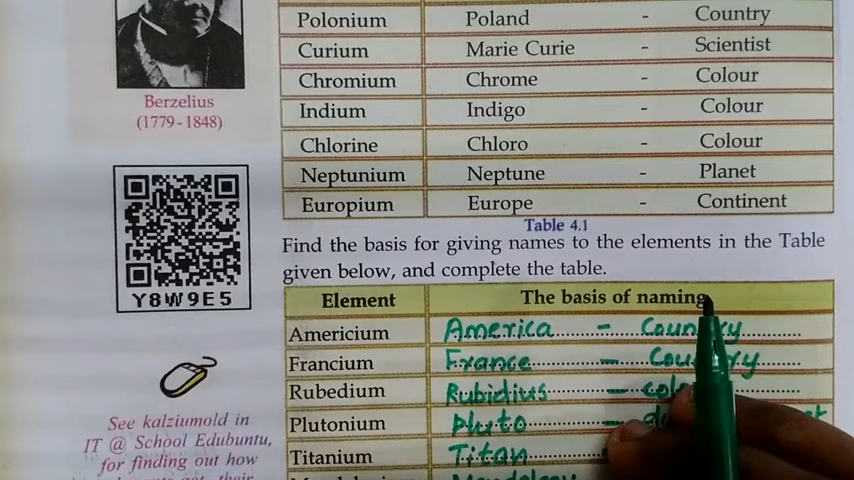 Polonium Poland - Country
Curium Marie Curie - Scientist
Chromium Chrome - Colour
Indium Indigo - Colour
Chlorine Chloro - Colour
Neptunium Neptune - Planet
Europium Europe - Continent
Table 4.1
Find the basis for giving names to the elements in the Table
given below, and complete the table.
Element The basis of naming
Americium America - Country
Francium France - Country
Rubedium Rubidius -
Plutonium Pluto -
Titanium Titan
Berzelius
(1779-1848)
Y8W9E5
See kalziumold in
IT @ School Edubuntu,
for finding out how